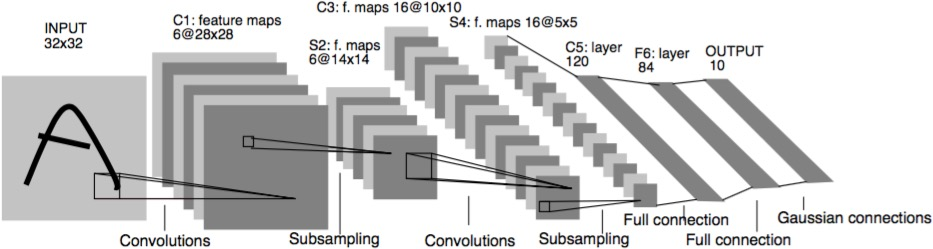 INPUT
32x32
C1: feature maps
6@28x28
S2: f. maps
6@14x14
C3: f. maps 16@10x10
S4: f. maps 16@5x5
C5: layer
120
F6: layer
84
OUTPUT
10
Convolutions
Subsampling
Convolutions
Subsampling
Full connection
Full connection
Gaussian connections